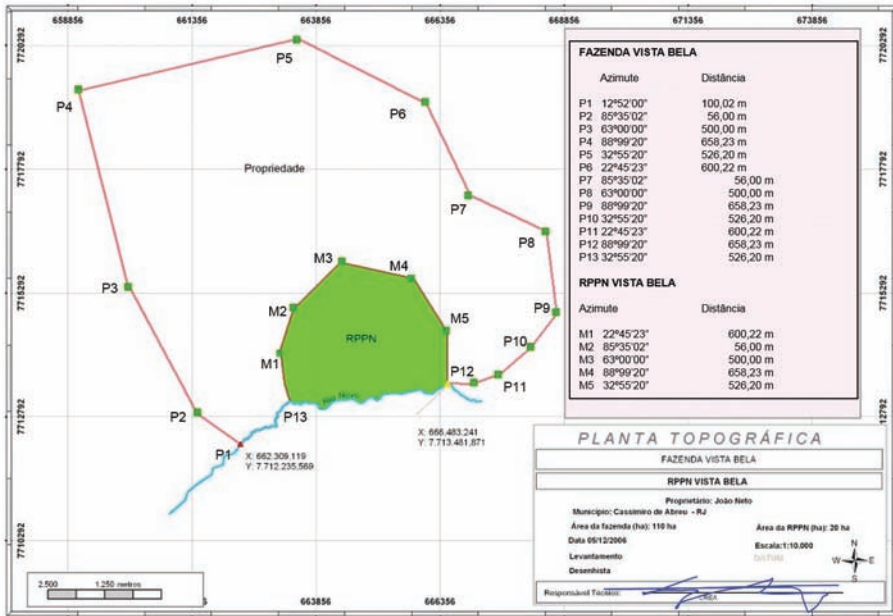 658856 661356 663856 666356 668856 671356 673856
7720292 7720292
7717792 7717792
7715292 7715292
7712792 7712792
7710292 7710292
P5
P4
P6
Propriedade
P7
P8
M3
M4
P3
P9
M2
M5
RPPN
P10
M1
P12
P11
P2
P13
X: 666.483,241
Y: 7.713.481,871
P1
X: 662.309,119
Y: 7.712.235,569
FAZENDA VISTA BELA
Azimute Distância
P1 12º52'00" 100,02 m
P2 85º35'02" 56,00 m
P3 63º00'00" 500,00 m
P4 88º99'20" 658,23 m
P5 32º55'20" 526,20 m
P6 22º45'23" 600,22 m
P7 85º35'02" 56,00 m
P8 63º00'00" 500,00 m
P9 88º99'20" 658,23 m
P10 32º55'20" 526,20 m
P11 22º45'23" 600,22 m
P12 88º99'20" 658,23 m
P13 32º55'20" 526,20 m
RPPN VISTA BELA
Azimute Distância
M1 22º45'23" 600,22 m
M2 85º35'02" 56,00 m
M3 63º00'00" 500,00 m
M4 88º99'20" 658,23 m
M5 32º55'20" 526,20 m
PLANTA TOPOGRÁFICA
FAZENDA VISTA BELA
RPPN VISTA BELA
Proprietário: João Neto
Município: Cassimiro de Abreu - RJ
Área da fazenda (ha): 110 ha Área da RPPN (ha): 20 ha
Data 05/12/2006 Escala:1:10.000
Levantamento DATUM
Desenhista
N
W E
S
Responsável Técnico:
CREA
2.500 1.250 metros
663856 666356